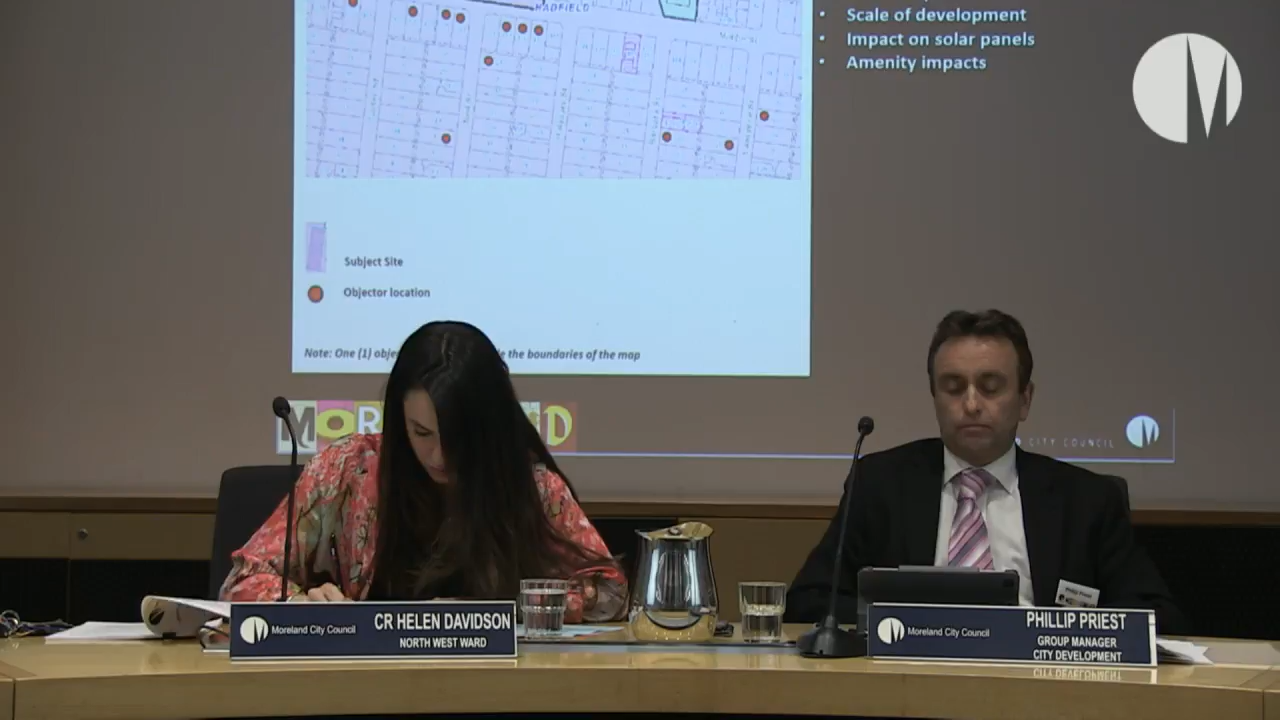 HADFIELD
• Scale of development
• Impact on solar panels
• Amenity impacts
Subject Site
Objector location
Note: One (1) the boundaries of the map
CITY COUNCIL
Moreland City Council
CR HELEN DAVIDSON
NORTH WEST WARD
Moreland City Council
PHILLIP PRIEST
GROUP MANAGER
CITY DEVELOPMENT